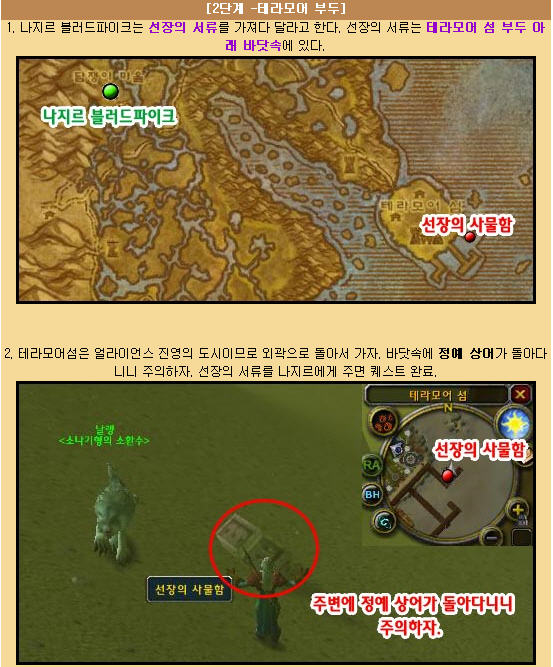 [2단계 -테라모어 부두]
1. 나지르 블러드파이크는 선장의 서류를 가져다 달라고 한다. 선장의 서류는 테라모어 섬 부두 아
래 바닷속에 있다.
담쟁이 마을
나지르 블러드파이크
테라모어 섬
선장의 사물함
2. 테라모어섬은 얼라이언스 진영의 도시이므로 외곽으로 돌아서 가자. 바닷속에 정예 상어가 돌아다
니니 주의하자. 선장의 서류를 나지르에게 주면 퀘스트 완료.
테라모어 섬
N
날랭
<소나기형의 소환수>
선장의 사물함
RA
BH
선장의 사물함
주변에 정예 상어가 돌아다니니
주의하자.